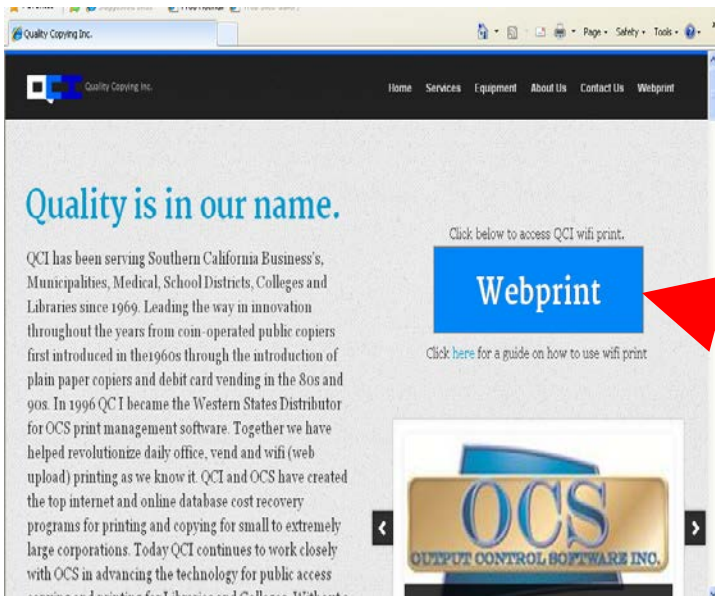 Quality Copying Inc.
Page
Safety
Tools
QCI Quality Copying Inc.
Home Services Equipment About Us Contact Us Webprint
Quality is in our name.
QCI has been serving Southern California Business's,
Municipalities, Medical, School Districts, Colleges and
Libraries since 1969. Leading the way in innovation
throughout the years from coin-operated public copiers
first introduced in the1960s through the introduction of
plain paper copiers and debit card vending in the 80s and
90s. In 1996 QC I became the Western States Distributor
for OCS print management software. Together we have
helped revolutionize daily office, vend and wifi (web
upload) printing as we know it. QCI and OCS have created
the top internet and online database cost recovery
programs for printing and copying for small to extremely
large corporations. Today QCI continues to work closely
with OCS in advancing the technology for public access
Click below to access QCI wifi print.
Webprint
Click here for a guide on how to use wifi print
OCS
OUTPUT CONTROL SOFTWARE INC.